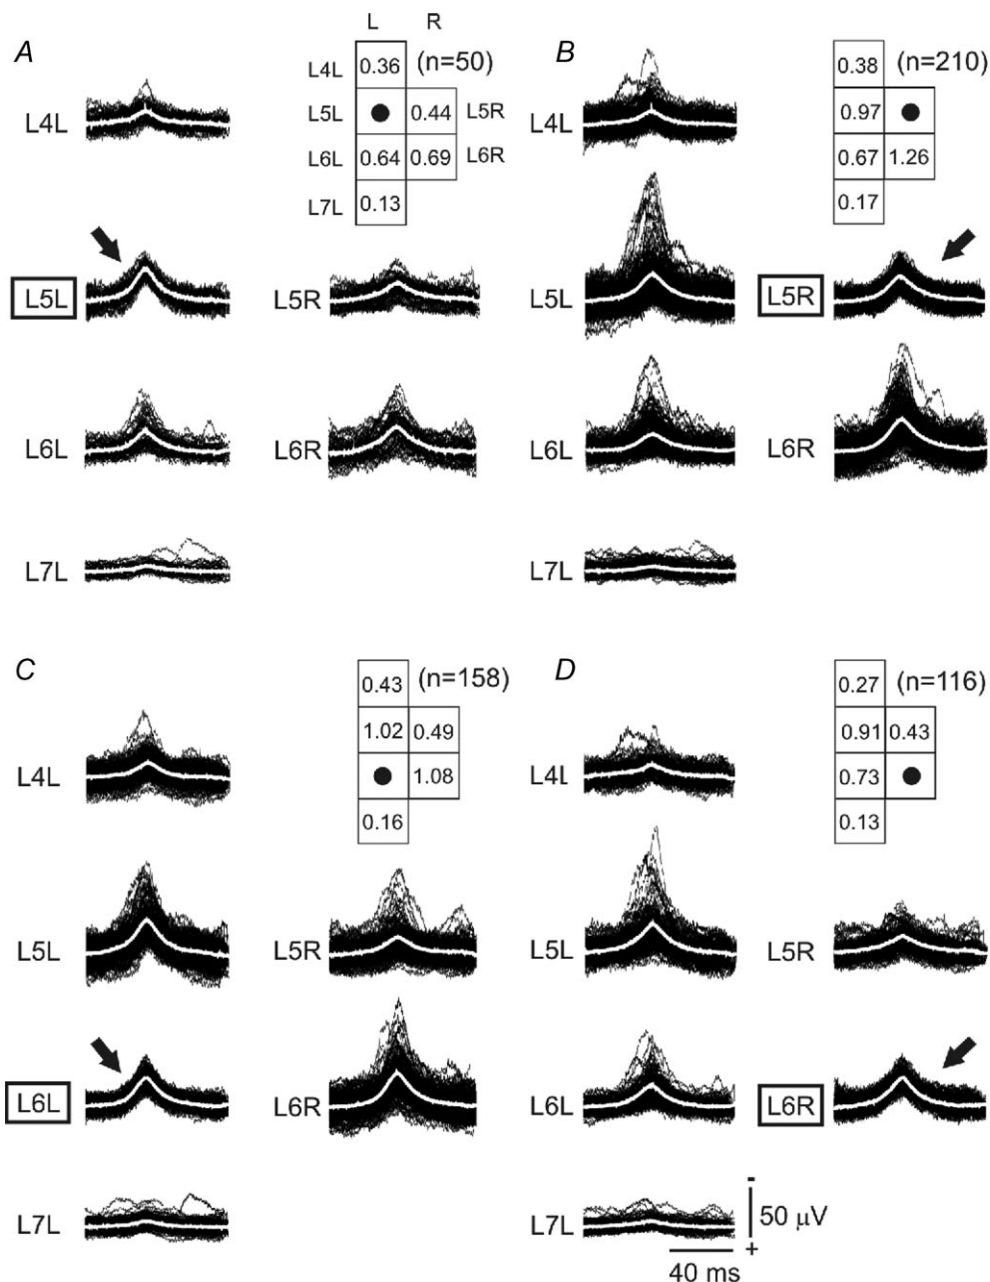 A
L R
L4L 0.36 (n=50)
L5L 0.44 L5R
L6L 0.64 0.69 L6R
L7L 0.13
L4L
L5L L5R
L6L L6R
L7L
B
0.38 (n=210)
0.97
0.67 1.26
0.17
L4L
L5L L5R
L6L L6R
L7L
C
0.43 (n=158)
1.02 0.49
1.08
0.16
L4L
L5L L5R
L6L L6R
L7L
D
0.27 (n=116)
0.91 0.43
0.73
0.13
L4L
L5L L5R
L6L L6R
L7L
-
50 μV
+
40 ms